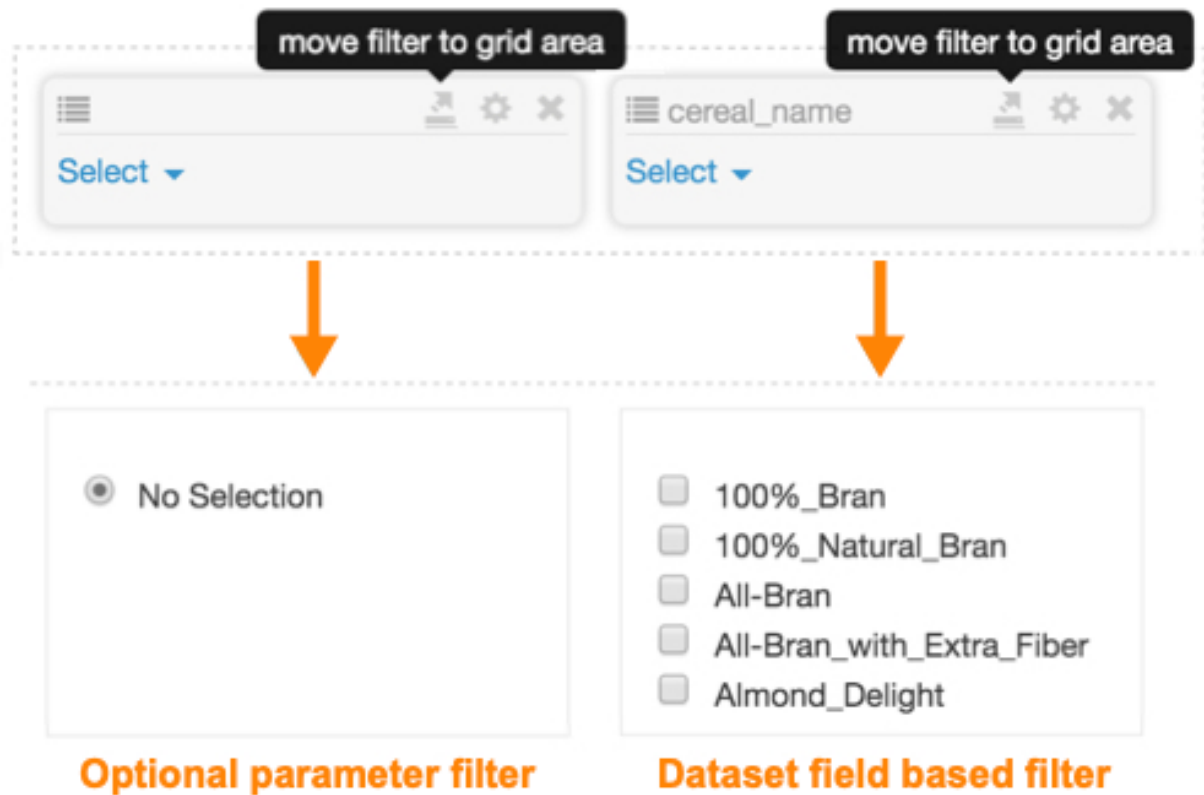 move filter to grid area
move filter to grid area
cereal_name
Select
Select
No Selection
100%_Bran
100%_Natural_Bran
All-Bran
All-Bran_with_Extra_Fiber
Almond_Delight
Optional parameter filter
Dataset field based filter